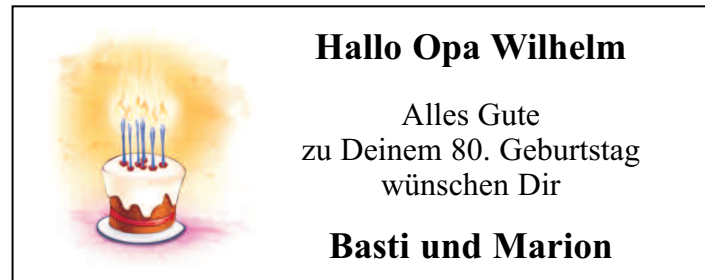 Hallo Opa Wilhelm
Alles Gute
zu Deinem 80. Geburtstag
wünschen Dir
Basti und Marion